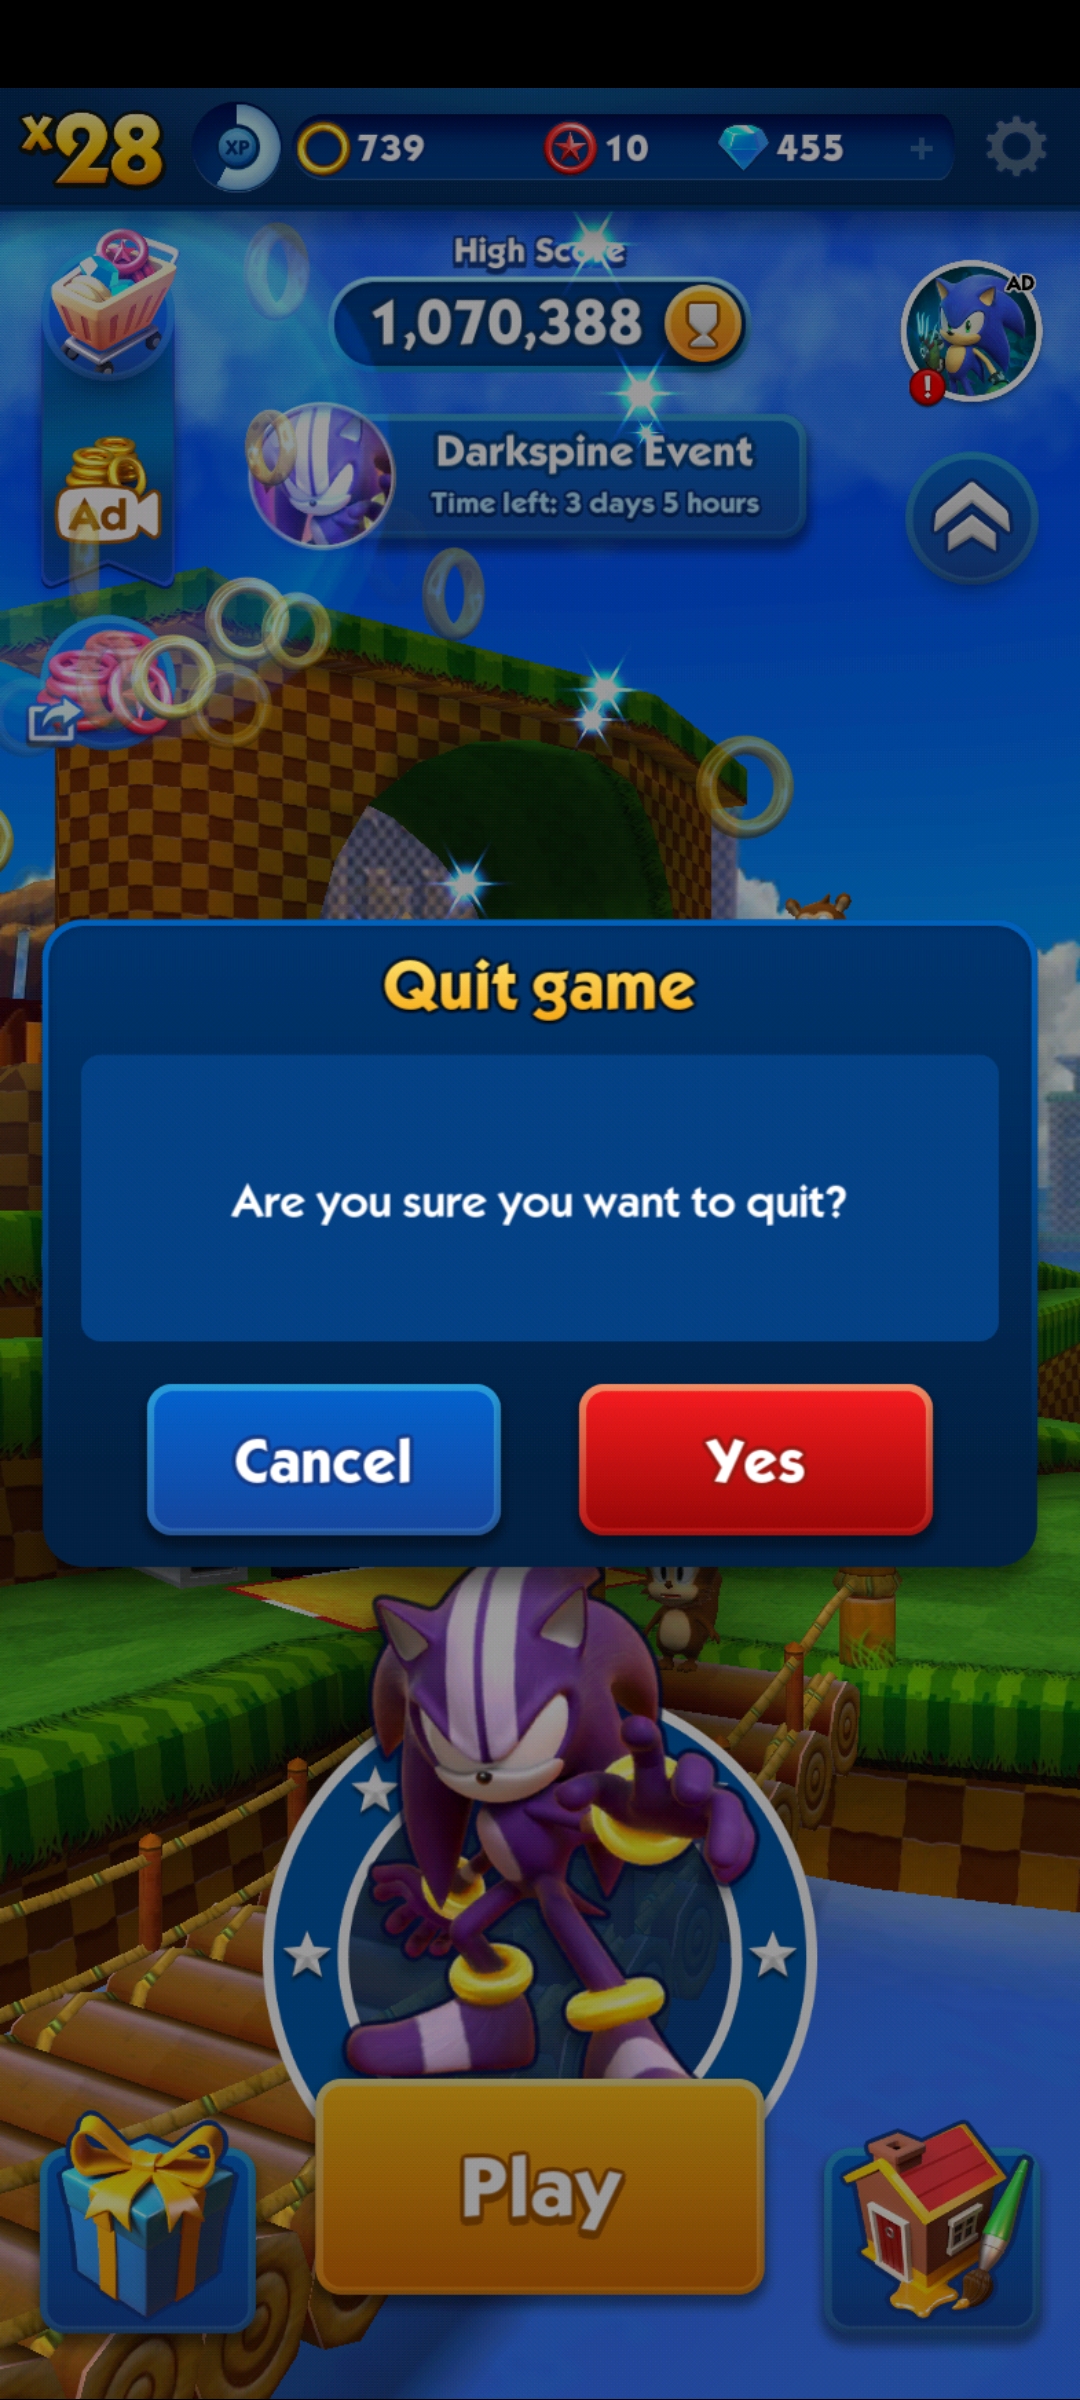 x28
XP
739
10
455
+
High Score
1,070,388
AD
!
Darkspine Event
Time left: 3 days 5 hours
Ad
Quit game
Are you sure you want to quit?
Cancel
Yes
Play